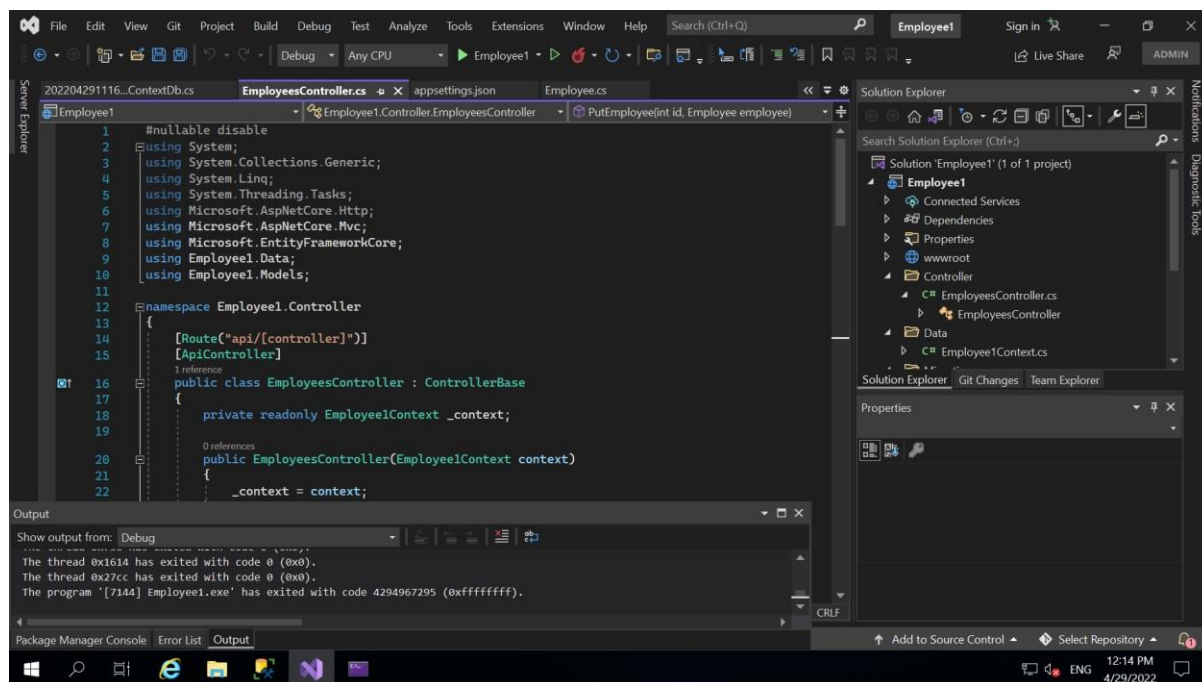 File Edit View Git Project Build Debug Test Analyze Tools Extensions Window Help Search (Ctrl+Q) Employee1 Sign in
Debug Any CPU Employee1 Live Share ADMIN
Server Explorer
202204291116...ContextDb.cs EmployeesController.cs appsettings.json Employee.cs
Employee1 Employee1.Controller.EmployeesController PutEmployee(int id, Employee employee)
1 #nullable disable
2 using System;
3 using System.Collections.Generic;
4 using System.Linq;
5 using System.Threading.Tasks;
6 using Microsoft.AspNetCore.Http;
7 using Microsoft.AspNetCore.Mvc;
8 using Microsoft.EntityFrameworkCore;
9 using Employee1.Data;
10 using Employee1.Models;
11
12 namespace Employee1.Controller
13 {
14 [Route("api/[controller]")]
15 [ApiController]
1 reference
16 public class EmployeesController : ControllerBase
17 {
18 private readonly Employee1Context _context;
19
0 references
20 public EmployeesController(Employee1Context context)
21 {
22 _context = context;
Output
Show output from: Debug
The thread 0x1614 has exited with code 0 (0x0).
The thread 0x27cc has exited with code 0 (0x0).
The program '[7144] Employee1.exe' has exited with code 4294967295 (0xffffffff).
CRLF
Package Manager Console Error List Output
Solution Explorer
Search Solution Explorer (Ctrl+;)
Solution 'Employee1' (1 of 1 project)
Employee1
Connected Services
Dependencies
Properties
wwwroot
Controller
C# EmployeesController.cs
EmployeesController
Data
C# Employee1Context.cs
Solution Explorer Git Changes Team Explorer
Properties
Notifications
Diagnostic Tools
Add to Source Control Select Repository
ENG
12:14 PM
4/29/2022